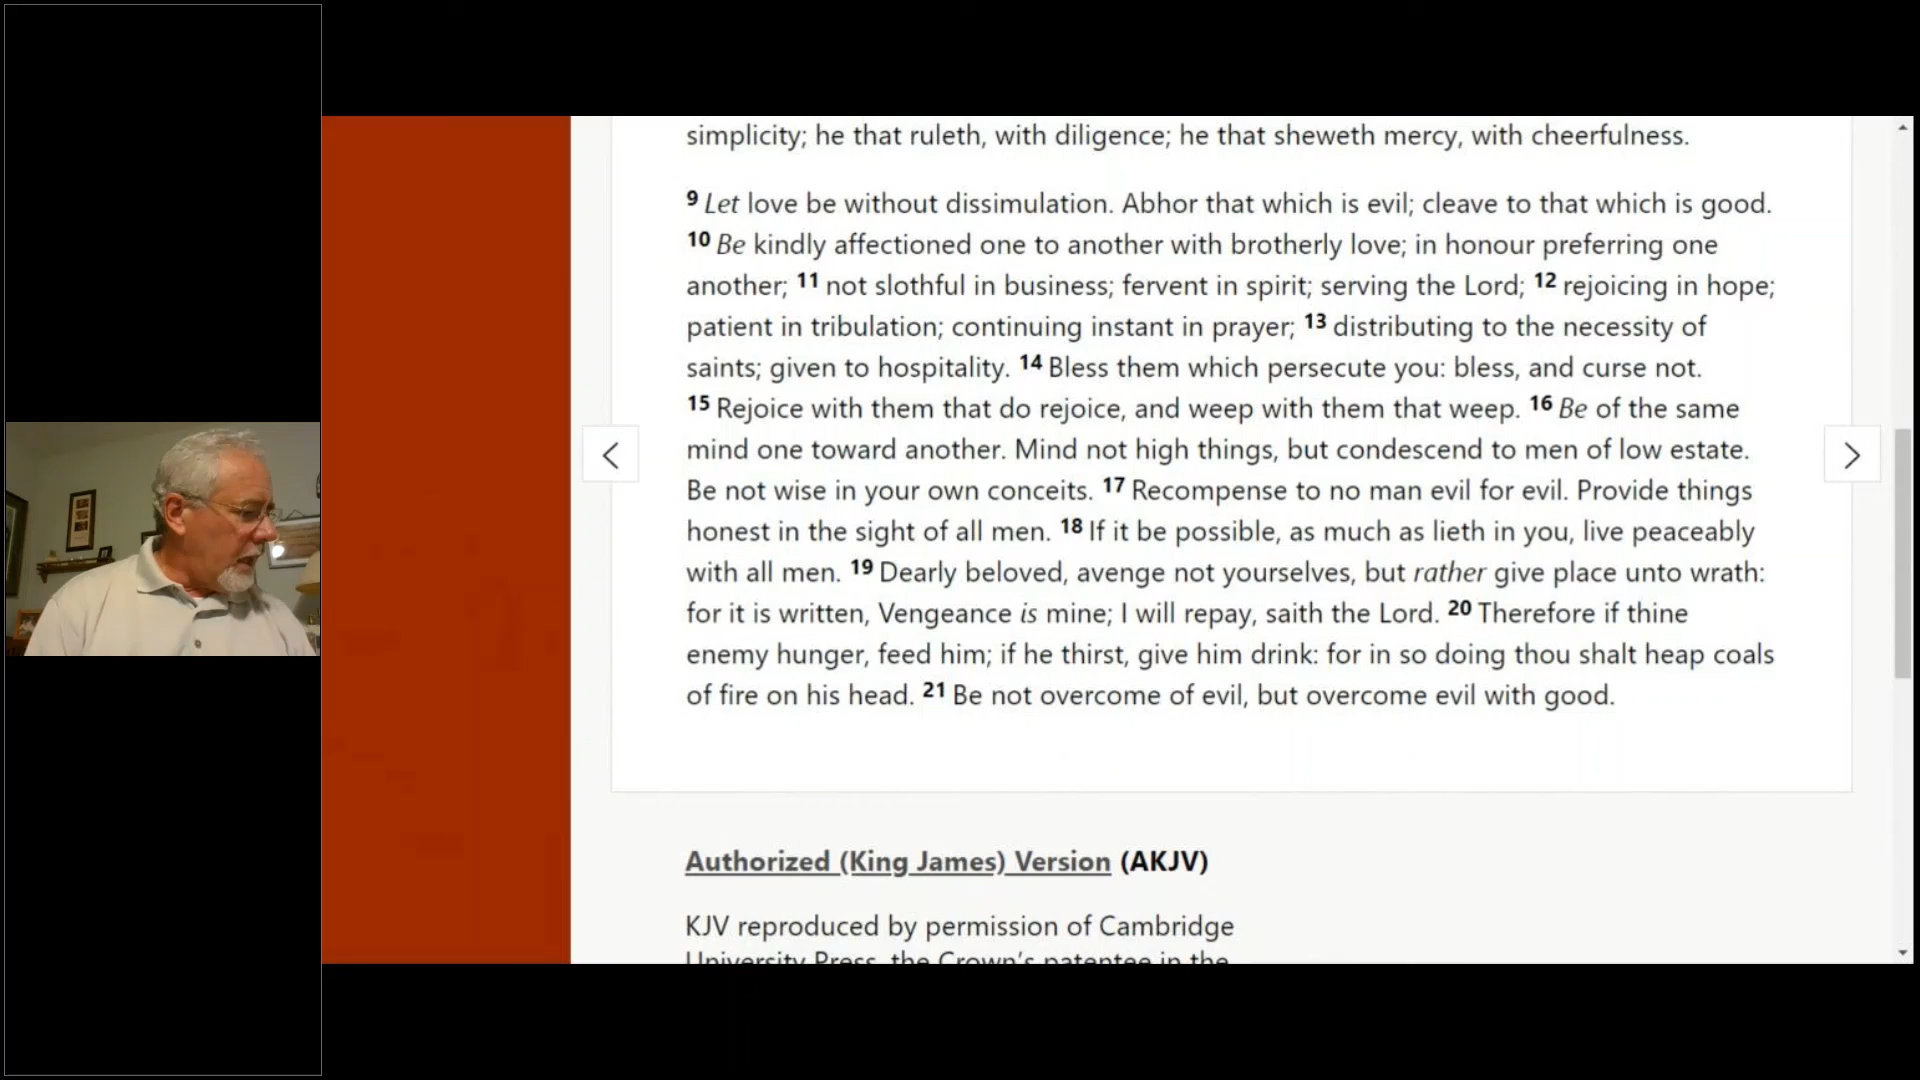 simplicity; he that ruleth, with diligence; he that sheweth mercy, with cheerfulness.
9 Let love be without dissimulation. Abhor that which is evil; cleave to that which is good.
10 Be kindly affectioned one to another with brotherly love; in honour preferring one
another; 11 not slothful in business; fervent in spirit; serving the Lord; 12 rejoicing in hope;
patient in tribulation; continuing instant in prayer; 13 distributing to the necessity of
saints; given to hospitality. 14 Bless them which persecute you: bless, and curse not.
15 Rejoice with them that do rejoice, and weep with them that weep. 16 Be of the same
mind one toward another. Mind not high things, but condescend to men of low estate.
Be not wise in your own conceits. 17 Recompense to no man evil for evil. Provide things
honest in the sight of all men. 18 If it be possible, as much as lieth in you, live peaceably
with all men. 19 Dearly beloved, avenge not yourselves, but rather give place unto wrath:
for it is written, Vengeance is mine; I will repay, saith the Lord. 20 Therefore if thine
enemy hunger, feed him; if he thirst, give him drink: for in so doing thou shalt heap coals
of fire on his head. 21 Be not overcome of evil, but overcome evil with good.
Authorized (King James) Version (AKJV)
KJV reproduced by permission of Cambridge
University Press, the Crown's patentee in the